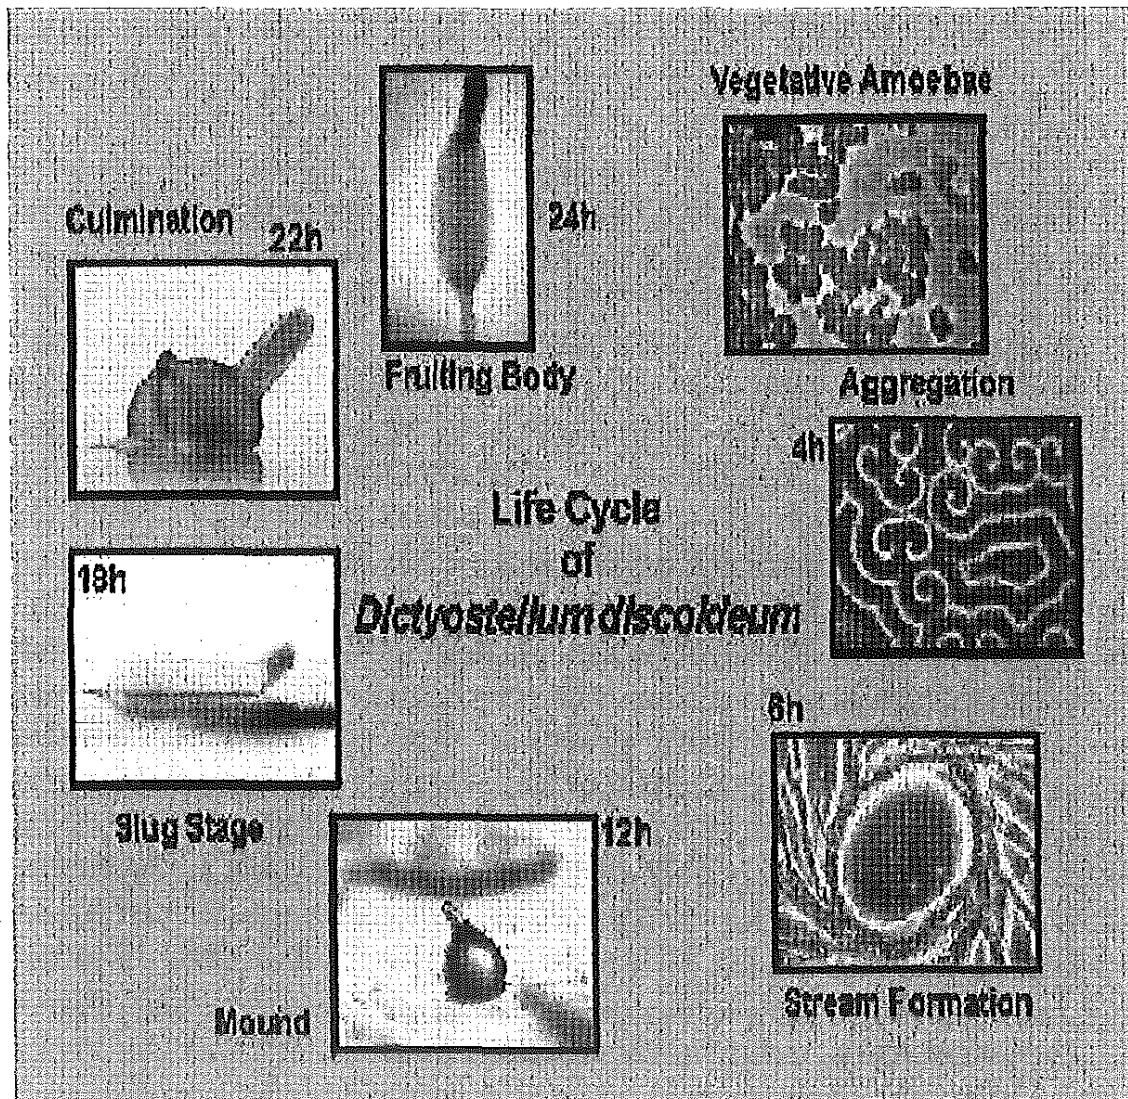 Vegetative Amoebae
Aggregation
4h
6h
Stream Formation
12h
Mound
Slug Stage
Culmination
22h
24h
Fruiting Body
Life Cycle
of
Dictyostelium discoideum